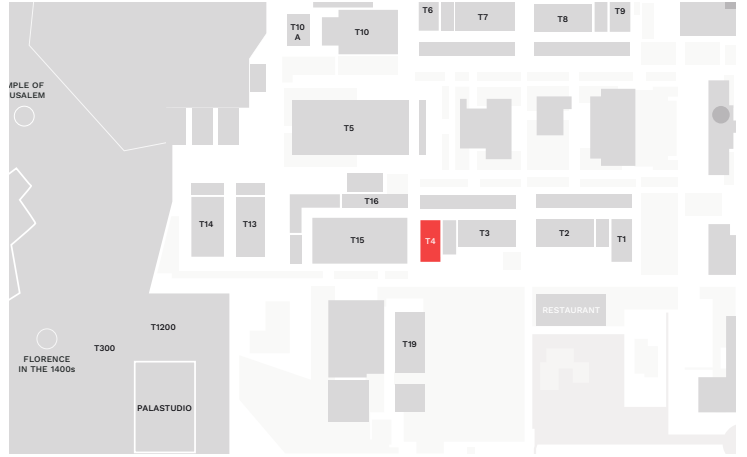 T6
T7
T8
T9
T10
A
T10
MPLE OF
USALEM
T5
T16
T14
T13
T15
T4
T3
T2
T1
RESTAURANT
T1200
T300
T19
FLORENCE
IN THE 1400s
PALASTUDIO